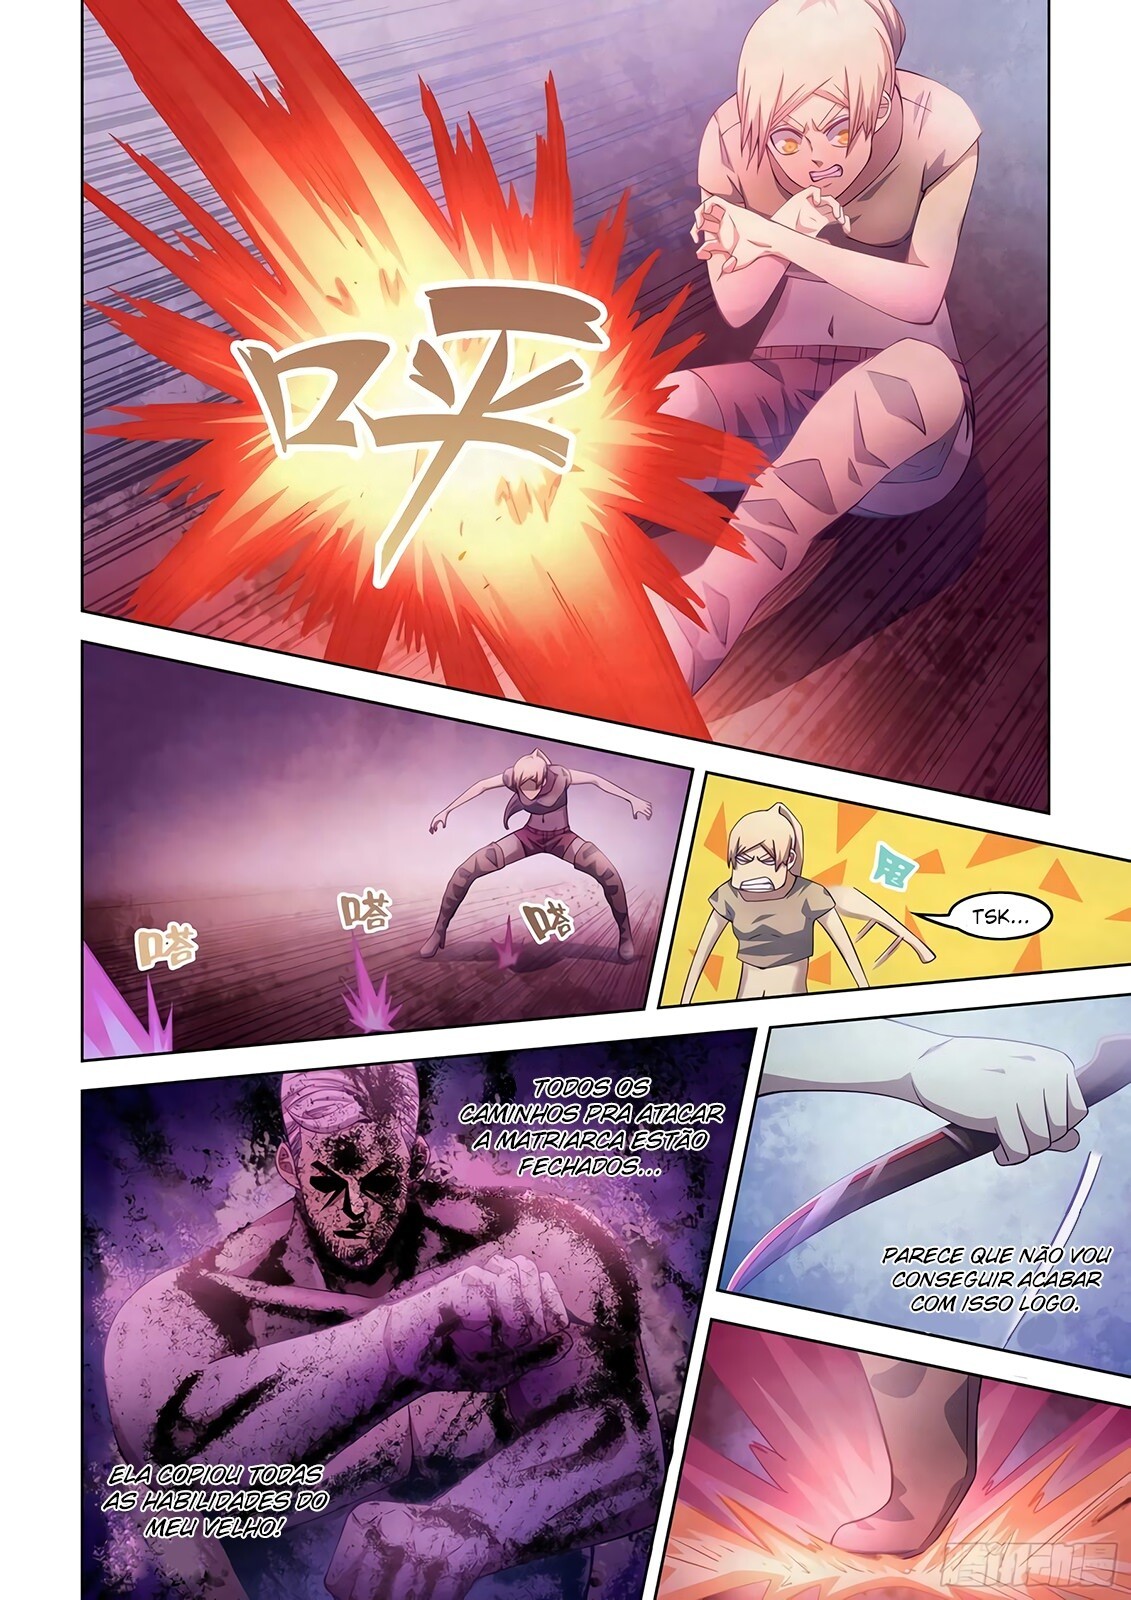 呯
嗒
嗒
嗒
甩
TSK...
TODOS OS
CAMINHOS PRA ATACAR
A MATRIARCA ESTÃO
FECHADOS...
PARECE QUE NÃO VOU
CONSEGUIR ACABAR
COM ISSO LOGO.
ELA COPIOU TODAS
AS HABILIDADES DO
MEU VELHO!